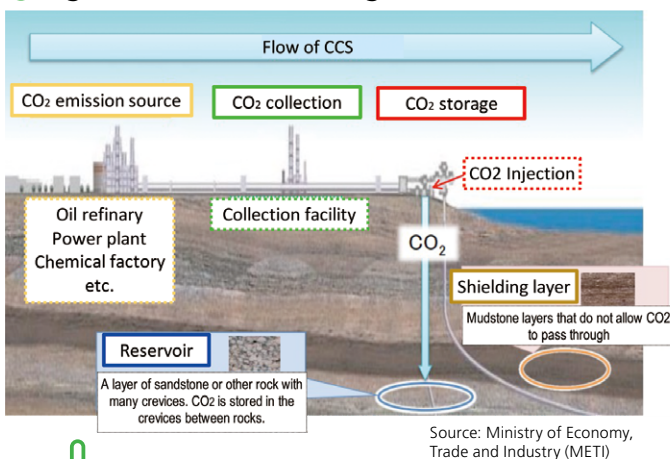 Flow of CCS
CO2 emission source
CO2 collection
CO2 storage
CO2 Injection
Oil refinary
Power plant
Chemical factory
etc.
Collection facility
CO2
Shielding layer
Mudstone layers that do not allow CO2
to pass through
Reservoir
A layer of sandstone or other rock with
many crevices. CO2 is stored in the
crevices between rocks.
Source: Ministry of Economy,
Trade and Industry (METI)